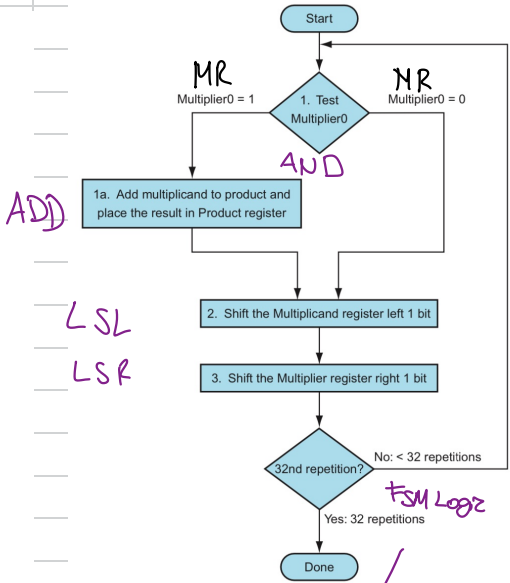 Start
MR
MR
Multiplier0 = 1
1. Test
Multiplier0
Multiplier0 = 0
AND
ADD
1a. Add multiplicand to product and
place the result in Product register
LSL
2. Shift the Multiplicand register left 1 bit
LSR
3. Shift the Multiplier register right 1 bit
32nd repetition?
No: < 32 repetitions
FSM Logic
Yes: 32 repetitions
Done